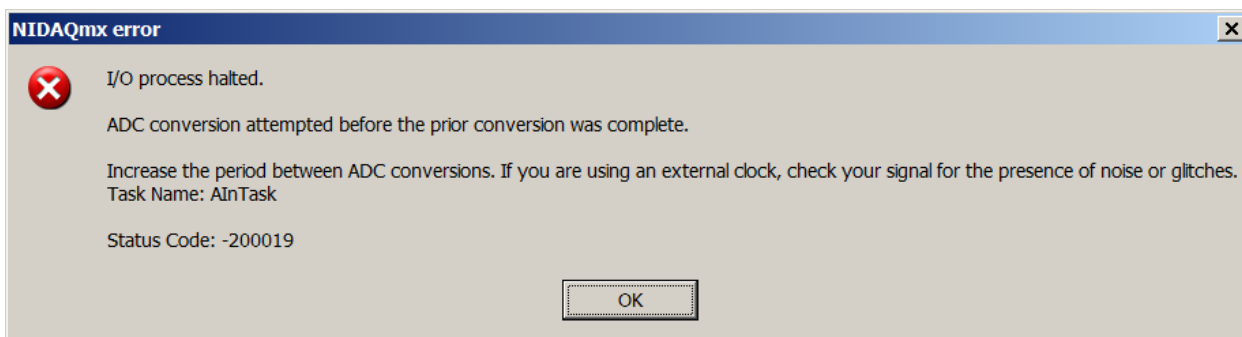 NIDAQmx error
I/O process halted.
ADC conversion attempted before the prior conversion was complete.
Increase the period between ADC conversions. If you are using an external clock, check your signal for the presence of noise or glitches.
Task Name: AInTask
Status Code: -200019
OK